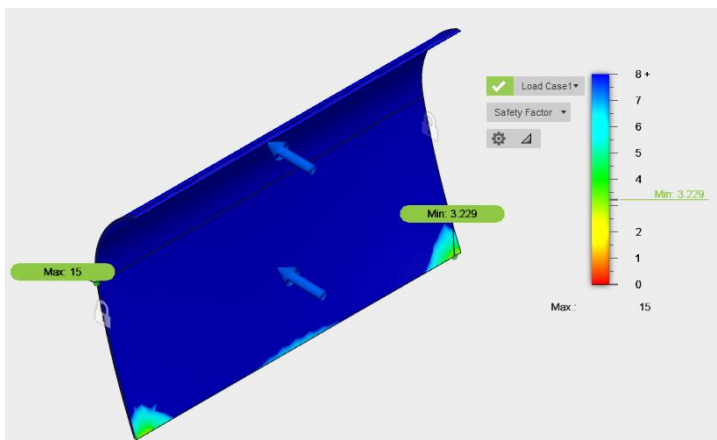 Load Case1
Safety Factor
8 +
7
6
5
4
Min: 3.229
2
1
0
Max.: 15
Min: 3.229
Max: 15